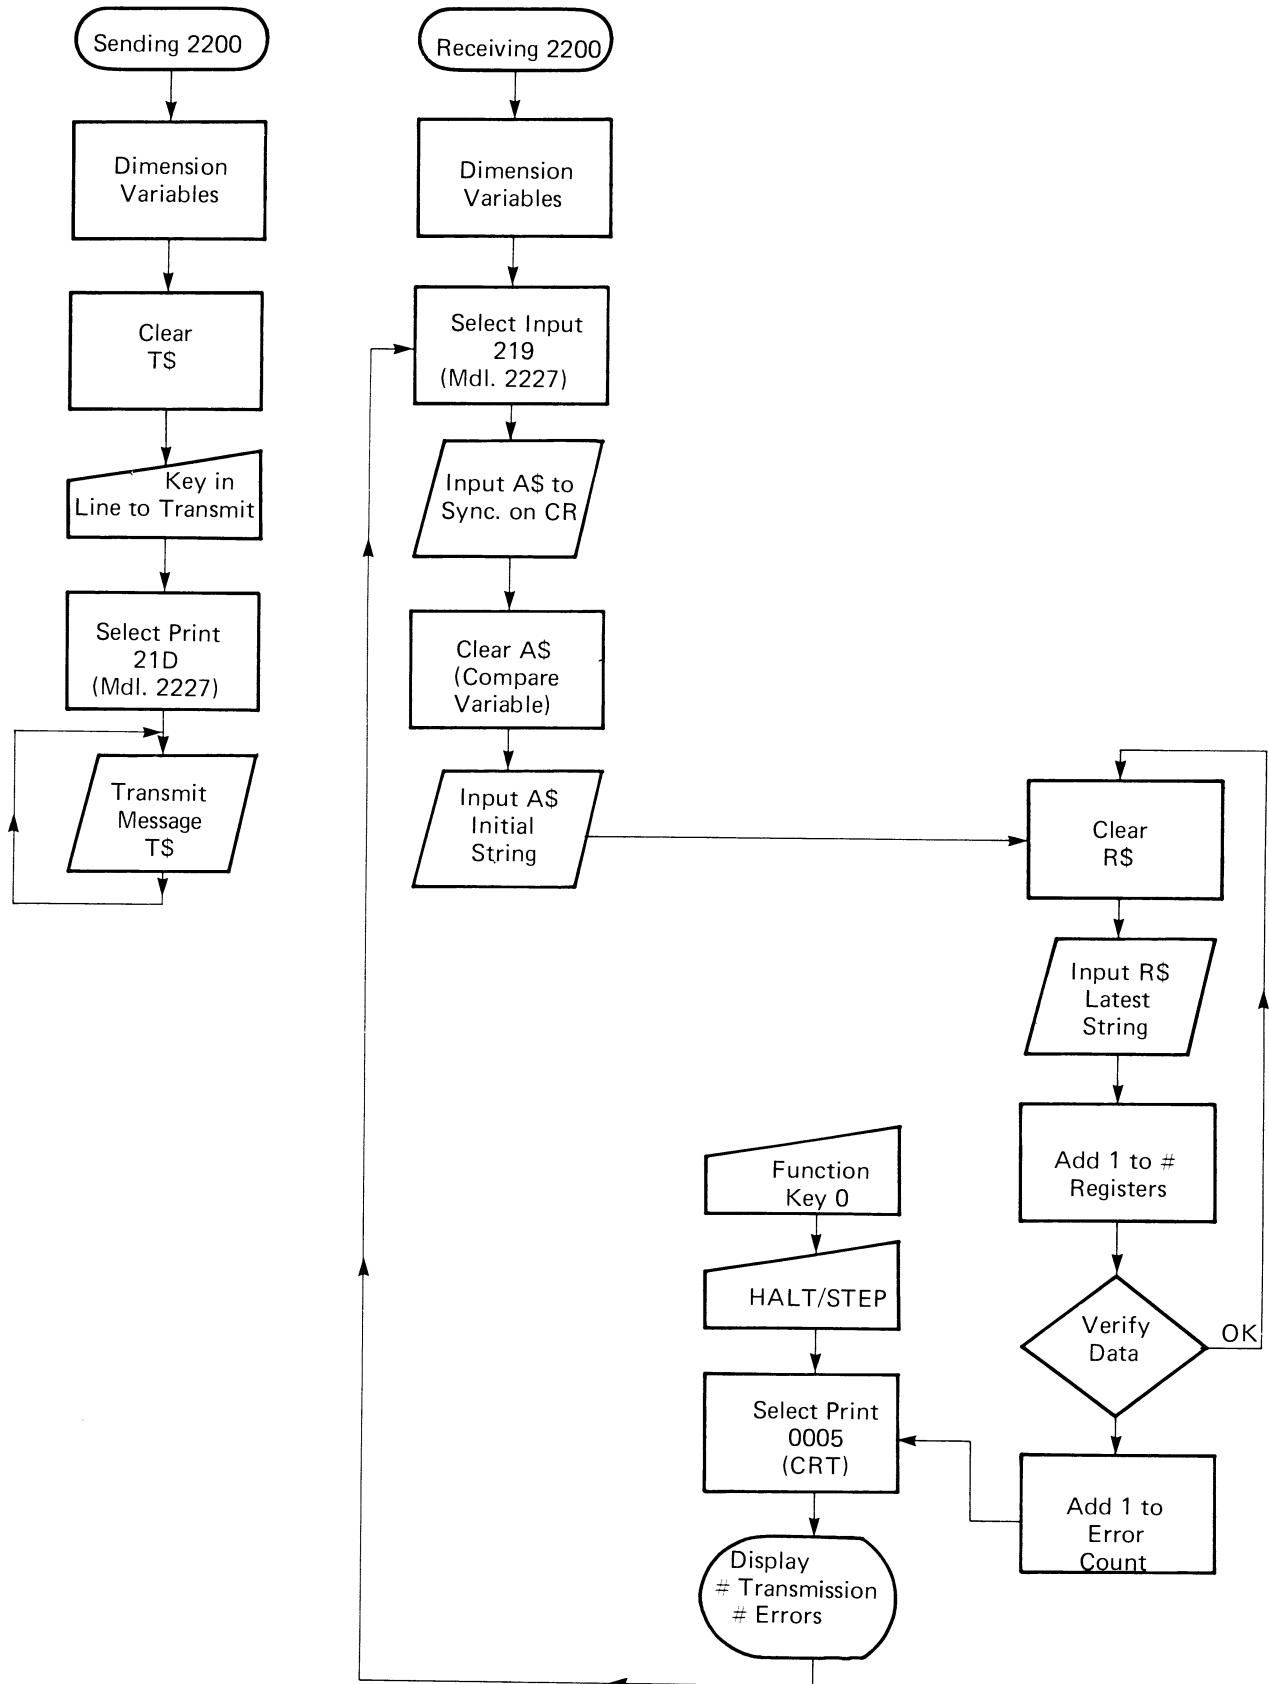 Sending 2200
Dimension
Variables
Clear
T$
Key in
Line to Transmit
Select Print
21D
(Mdl. 2227)
Transmit
Message
T$
Receiving 2200
Dimension
Variables
Select Input
219
(Mdl. 2227)
Input A$ to
Sync. on CR
Clear A$
(Compare
Variable)
Input A$
Initial
String
Clear
R$
Input R$
Latest
String
Add 1 to #
Registers
Verify
Data
OK
Add 1 to
Error
Count
Function
Key 0
HALT/STEP
Select Print
0005
(CRT)
Display
# Transmission
# Errors